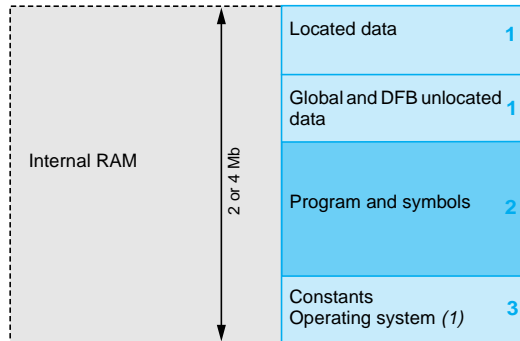 Located data 1
Global and DFB unlocated 1
data
Internal RAM
2 or 4 Mb
Program and symbols 2
Constants 3
Operating system (1)